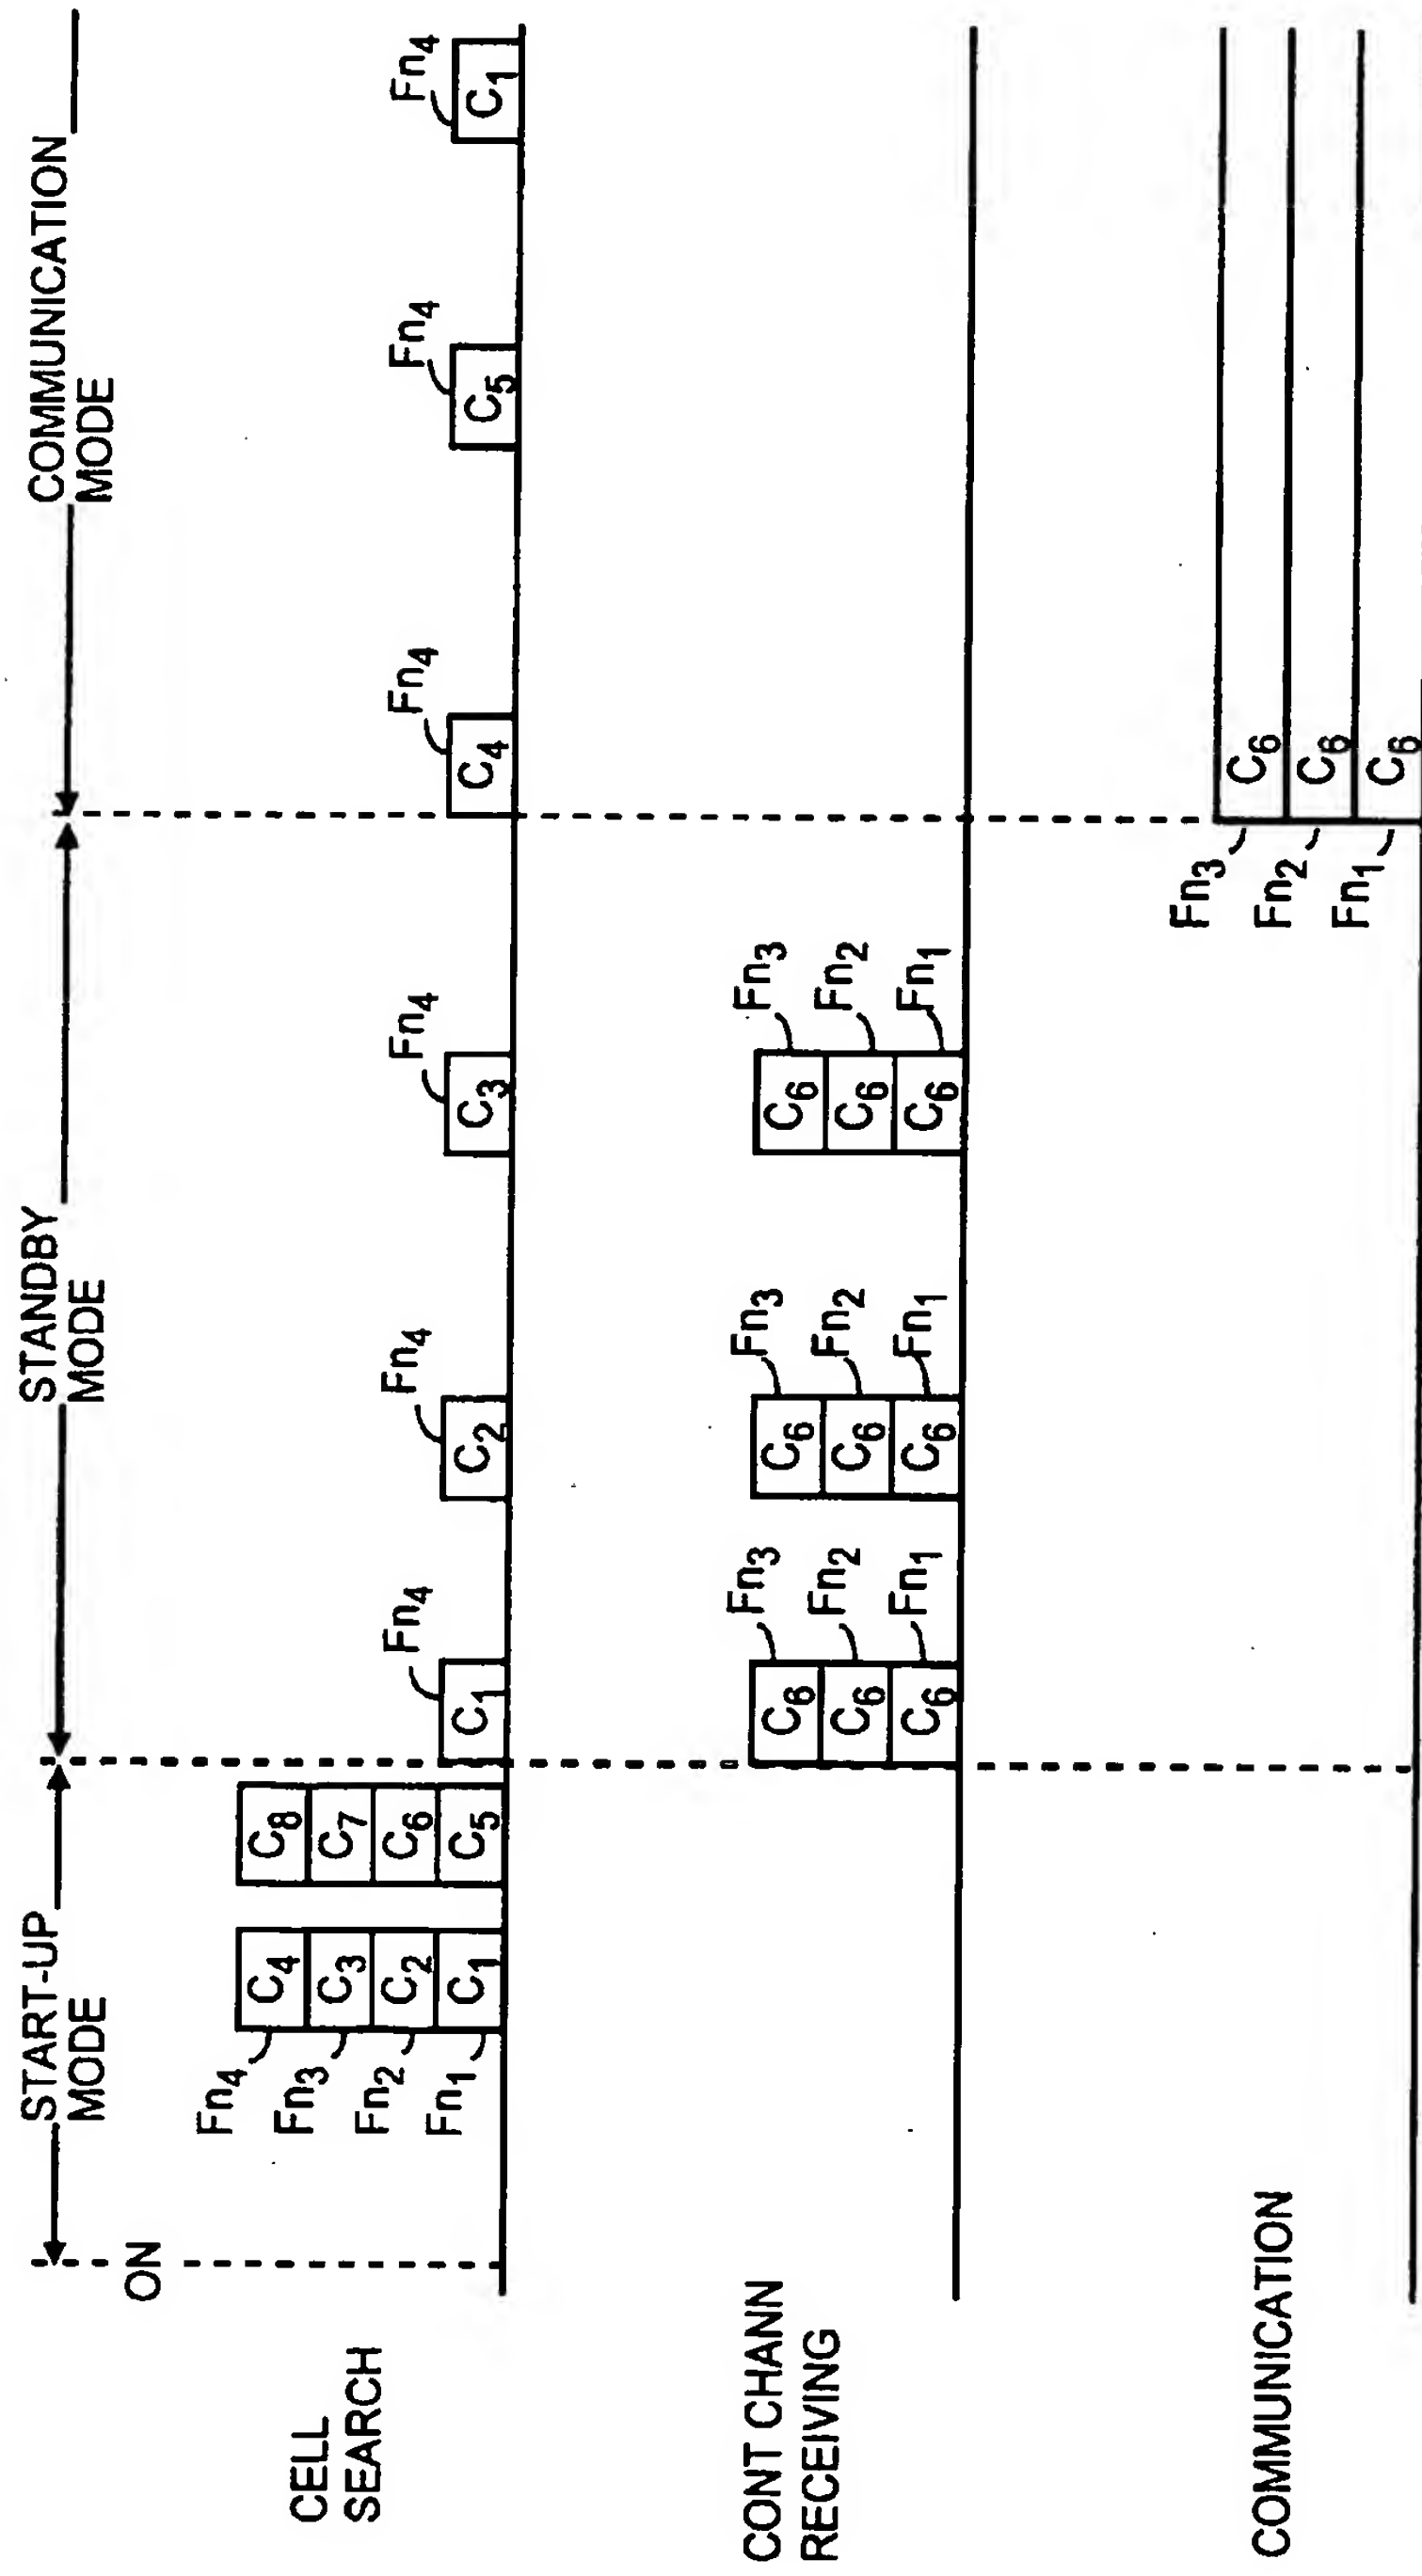 START-UP
MODE
STANDBY
MODE
COMMUNICATION
MODE
ON
CELL
SEARCH
Fn4
Fn3
Fn2
Fn1
C4
C3
C2
C1
C8
C7
C6
C5
C1
Fn4
C2
Fn4
C3
Fn4
C4
Fn4
C5
Fn4
C1
Fn4
CONT CHANN
RECEIVING
C6 Fn3
C6 Fn2
C6 Fn1
C6 Fn3
C6 Fn2
C6 Fn1
C6 Fn3
C6 Fn2
C6 Fn1
COMMUNICATION
Fn3 C6
Fn2 C6
Fn1 C6